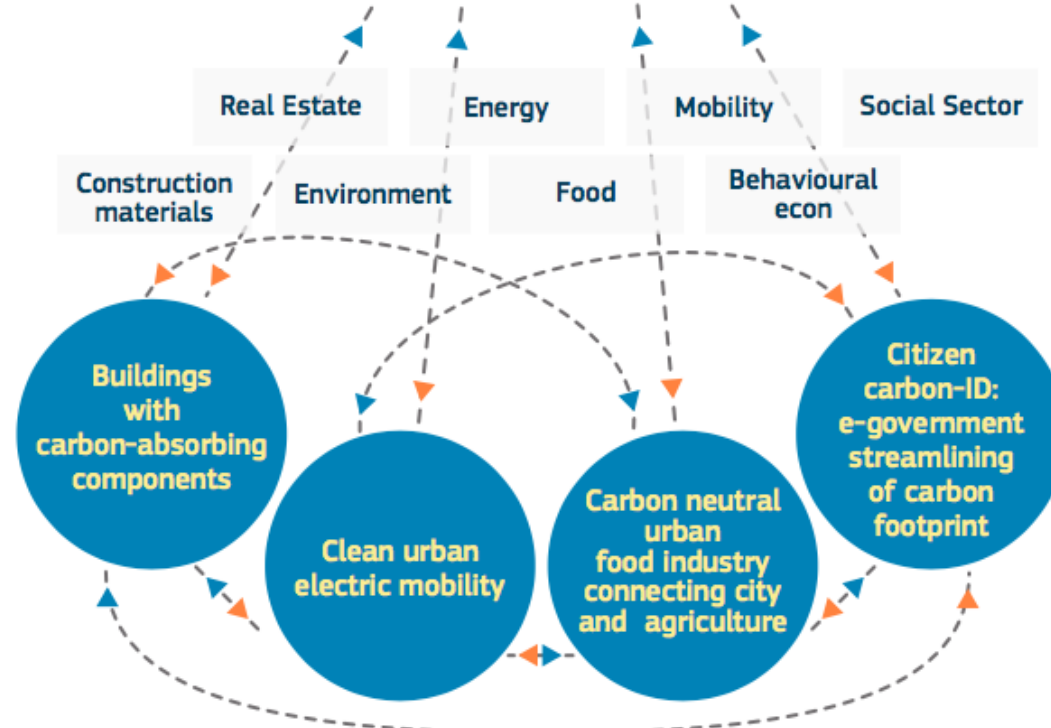 Real Estate
Energy
Mobility
Social Sector
Construction
materials
Environment
Food
Behavioural
econ
Buildings
with
carbon-absorbing
components
Clean urban
electric mobility
Carbon neutral
urban
food industry
connecting city
and agriculture
Citizen
carbon-ID:
e-government
streamlining
of carbon
footprint